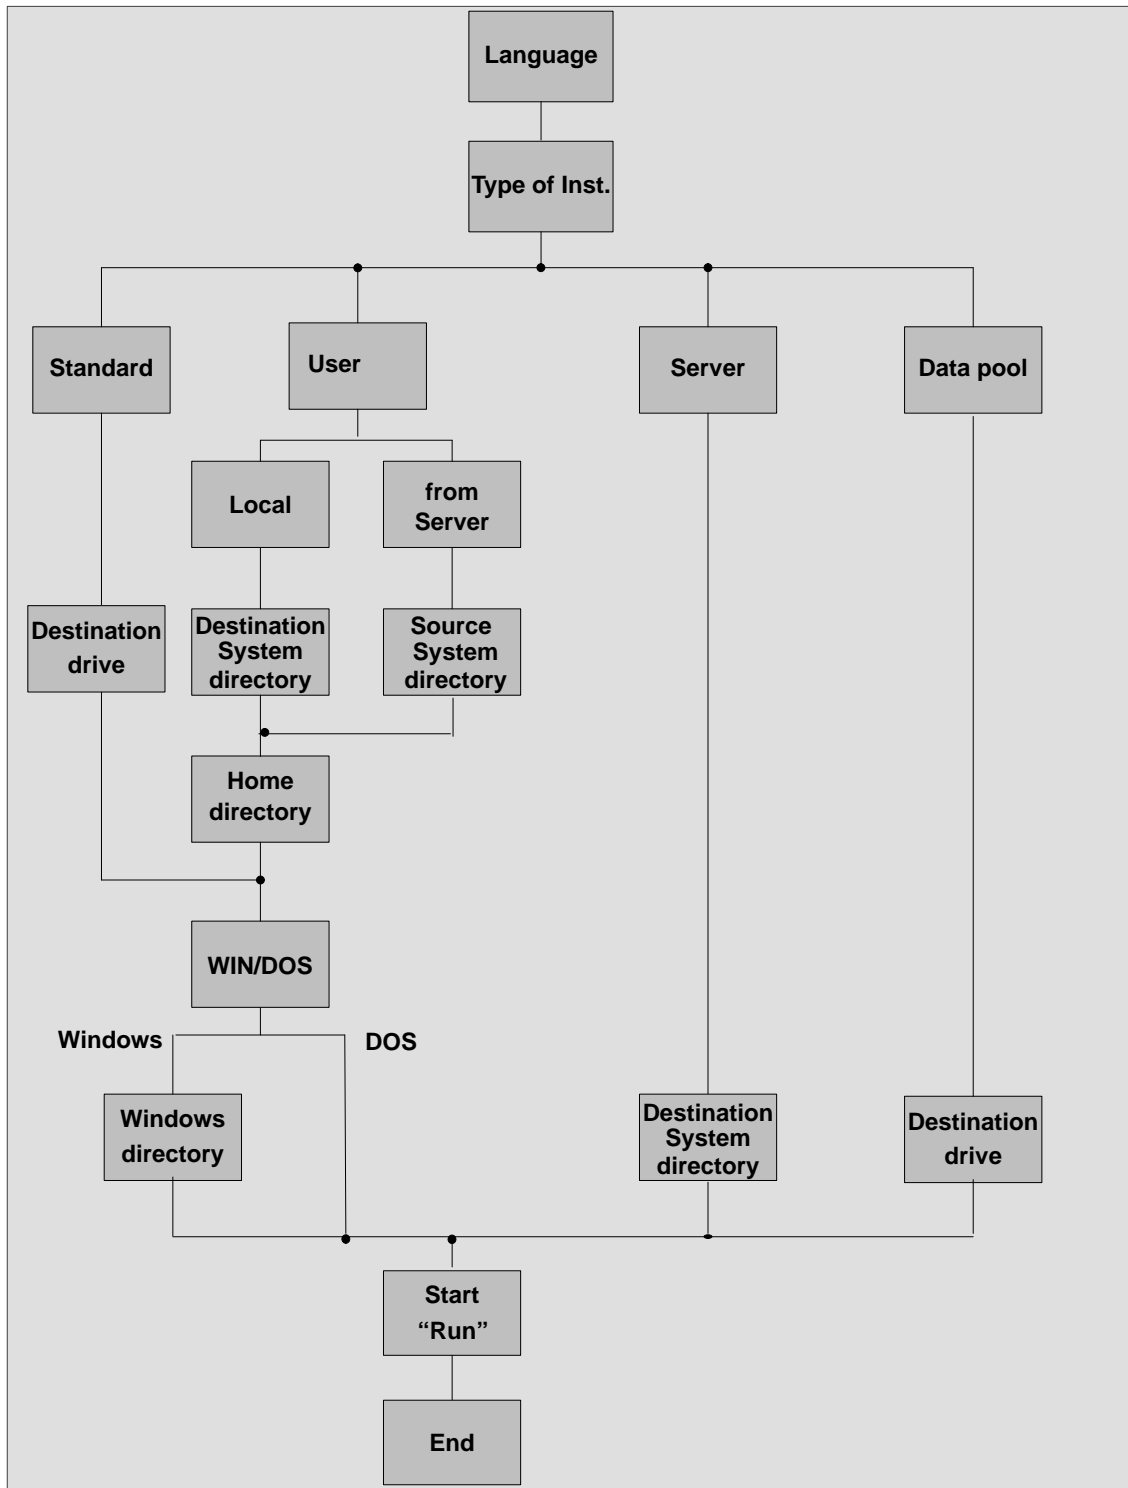 Language
Type of Inst.
Standard
User
Server
Data pool
Local
from
Server
Destination
drive
Destination
System
directory
Source
System
directory
Home
directory
WIN/DOS
Windows
DOS
Windows
directory
Destination
System
directory
Destination
drive
Start
“Run”
End